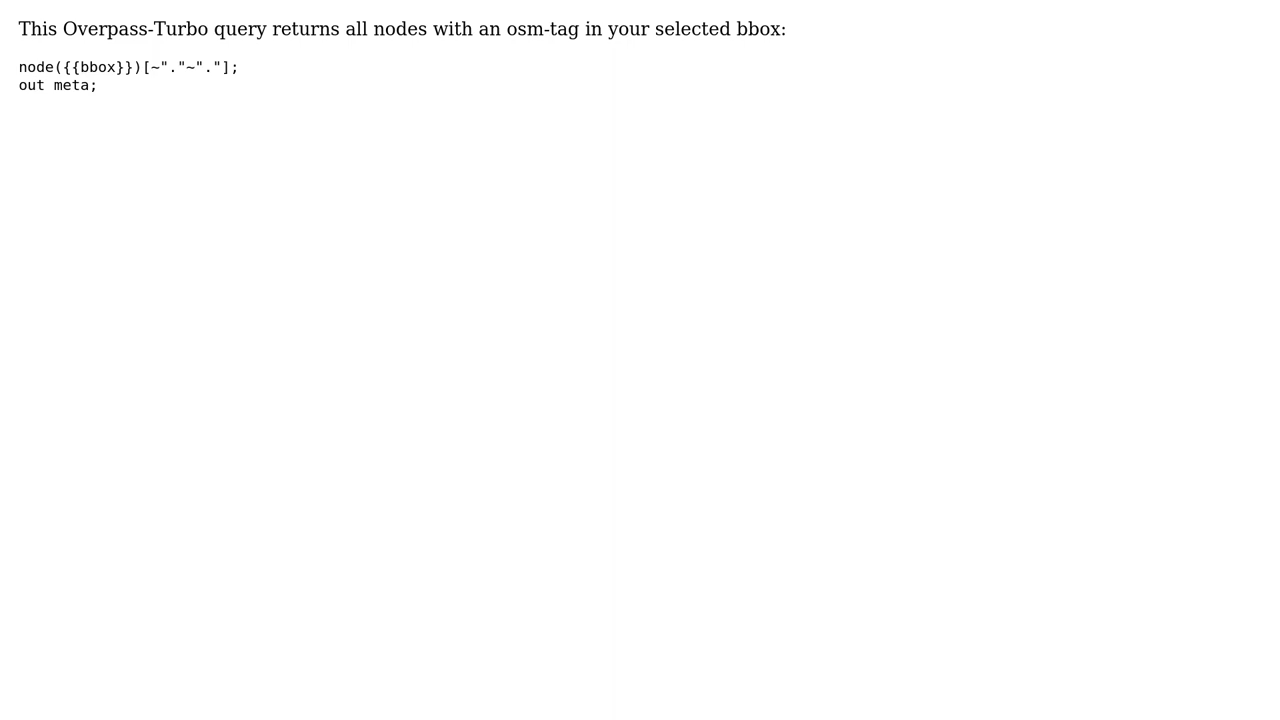 This Overpass-Turbo query returns all nodes with an osm-tag in your selected bbox:
node({{bbox}})[~"."~"."];
out meta;